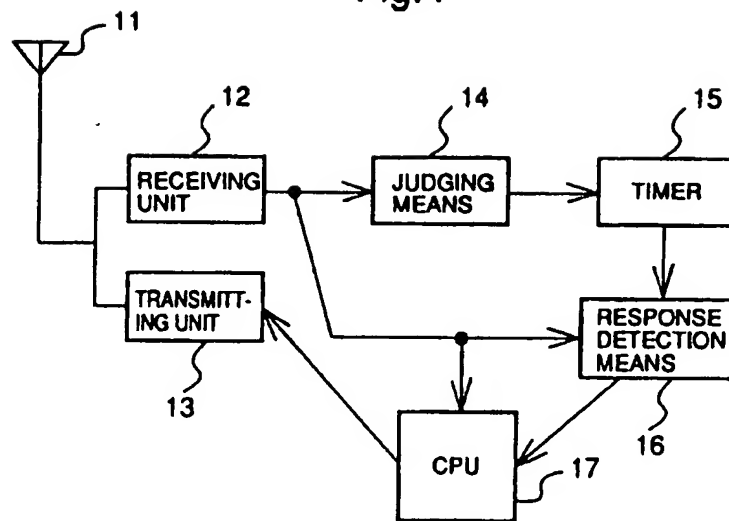 11
12
14
15
RECEIVING
UNIT
JUDGING
MEANS
TIMER
TRANSMITT-
ING UNIT
RESPONSE
DETECTION
MEANS
13
16
CPU
17